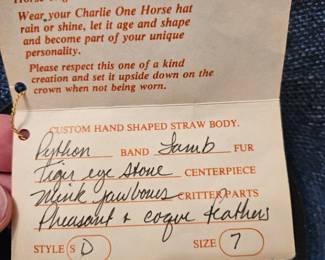 Wear your Charlie One Horse hat
rain or shine, let it age and shape
and become part of your unique
personality.
Please respect this one of a kind
creation and set it upside down on the
crown when not being worn.
CUSTOM HAND SHAPED STRAW BODY.
Python BAND Lamb FUR
Tiger eye stone CENTERPIECE
Mink jawbones CRITTER PARTS
Pheasant + coque feathers
STYLE S D SIZE 7